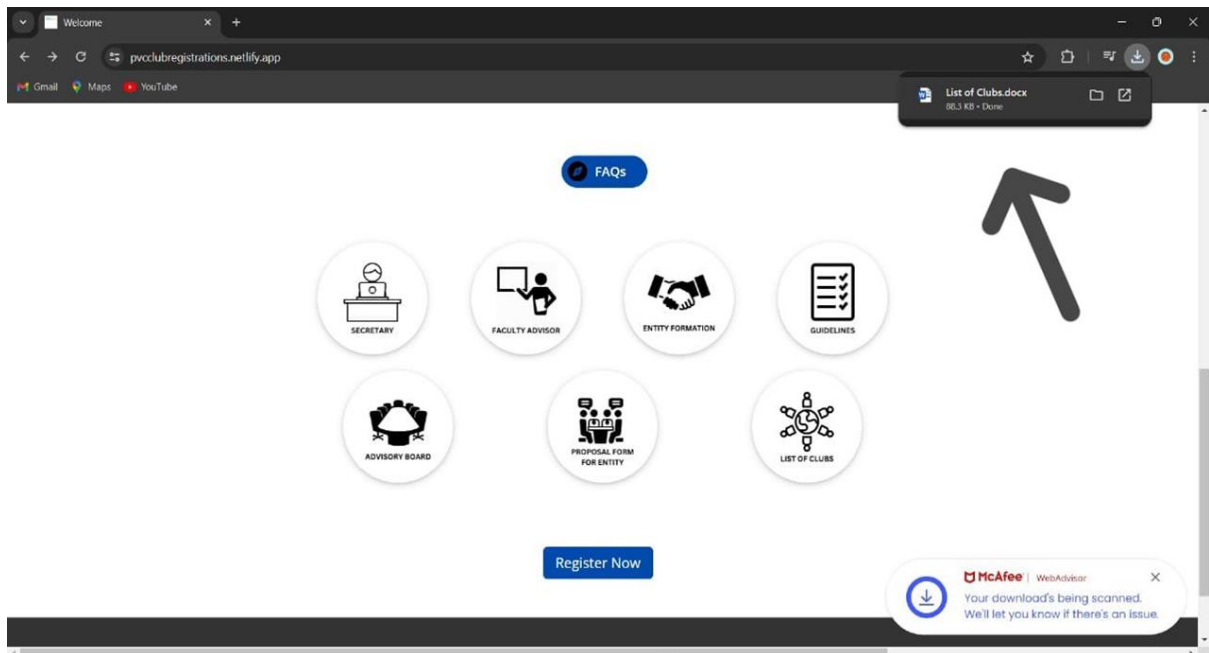 Welcome
pvcclubregistrations.netlify.app
Gmail Maps YouTube
List of Clubs.docx
88.3 KB • Done
FAQs
SECRETARY
FACULTY ADVISOR
ENTITY FORMATION
GUIDELINES
ADVISORY BOARD
PROPOSAL FORM
FOR ENTITY
LIST OF CLUBS
Register Now
McAfee | WebAdvisor
Your download's being scanned.
We'll let you know if there's an issue.